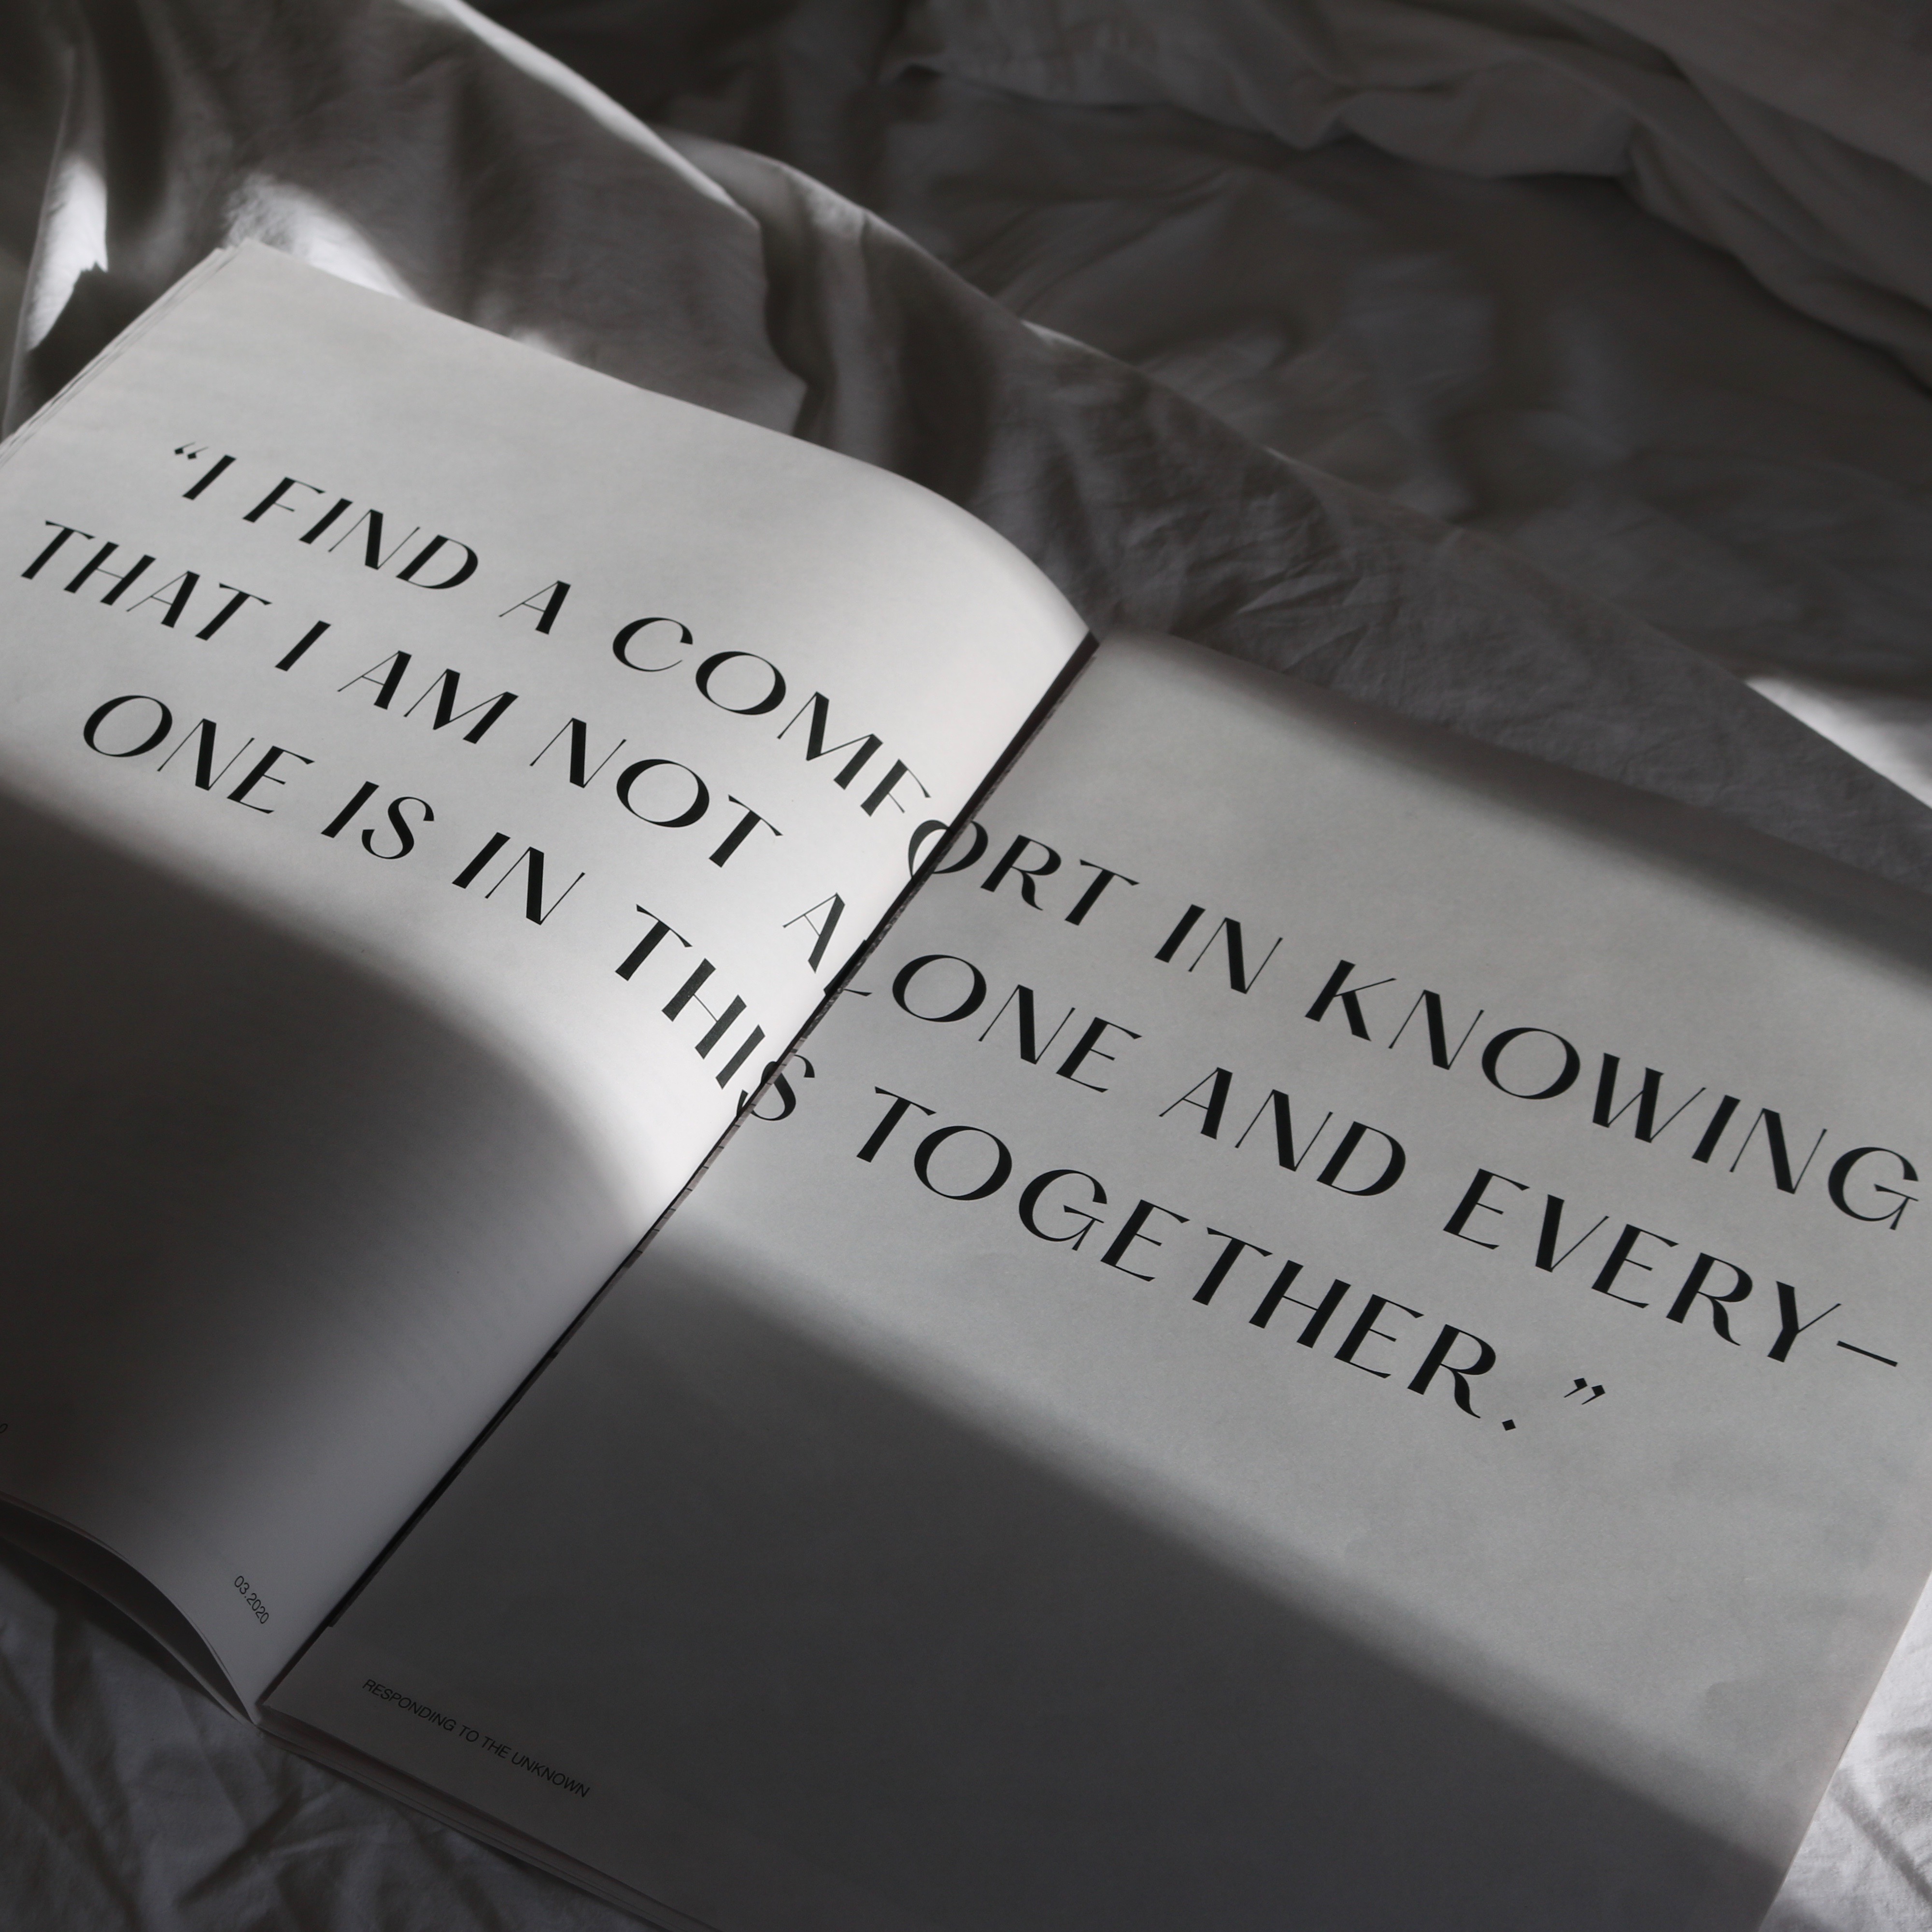 “I FIND A COMFORT IN KNOWING
THAT I AM NOT ALONE AND EVERY–
ONE IS IN THIS TOGETHER.”
03.2020
RESPONDING TO THE UNKNOWN